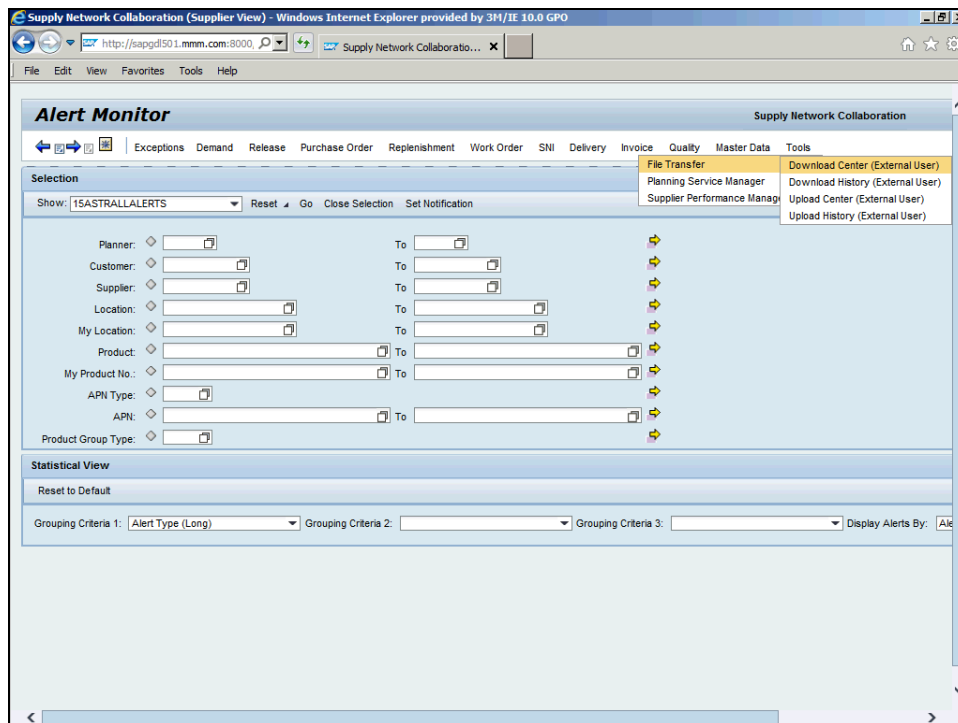 Supply Network Collaboration (Supplier View) - Windows Internet Explorer provided by 3M/IE 10.0 GPO
http://sapgdl501.mmm.com:8000, Supply Network Collaboratio...
File Edit View Favorites Tools Help
Alert Monitor Supply Network Collaboration
Exceptions Demand Release Purchase Order Replenishment Work Order SNI Delivery Invoice Quality Master Data Tools
File Transfer
Planning Service Manager
Supplier Performance Manag
Download Center (External User)
Download History (External User)
Upload Center (External User)
Upload History (External User)
Selection
Show: 15ASTRALLALERTS Reset Go Close Selection Set Notification
Planner: To
Customer: To
Supplier: To
Location: To
My Location: To
Product: To
My Product No.: To
APN Type:
APN: To
Product Group Type:
Statistical View
Reset to Default
Grouping Criteria 1: Alert Type (Long) Grouping Criteria 2: Grouping Criteria 3: Display Alerts By: Ale